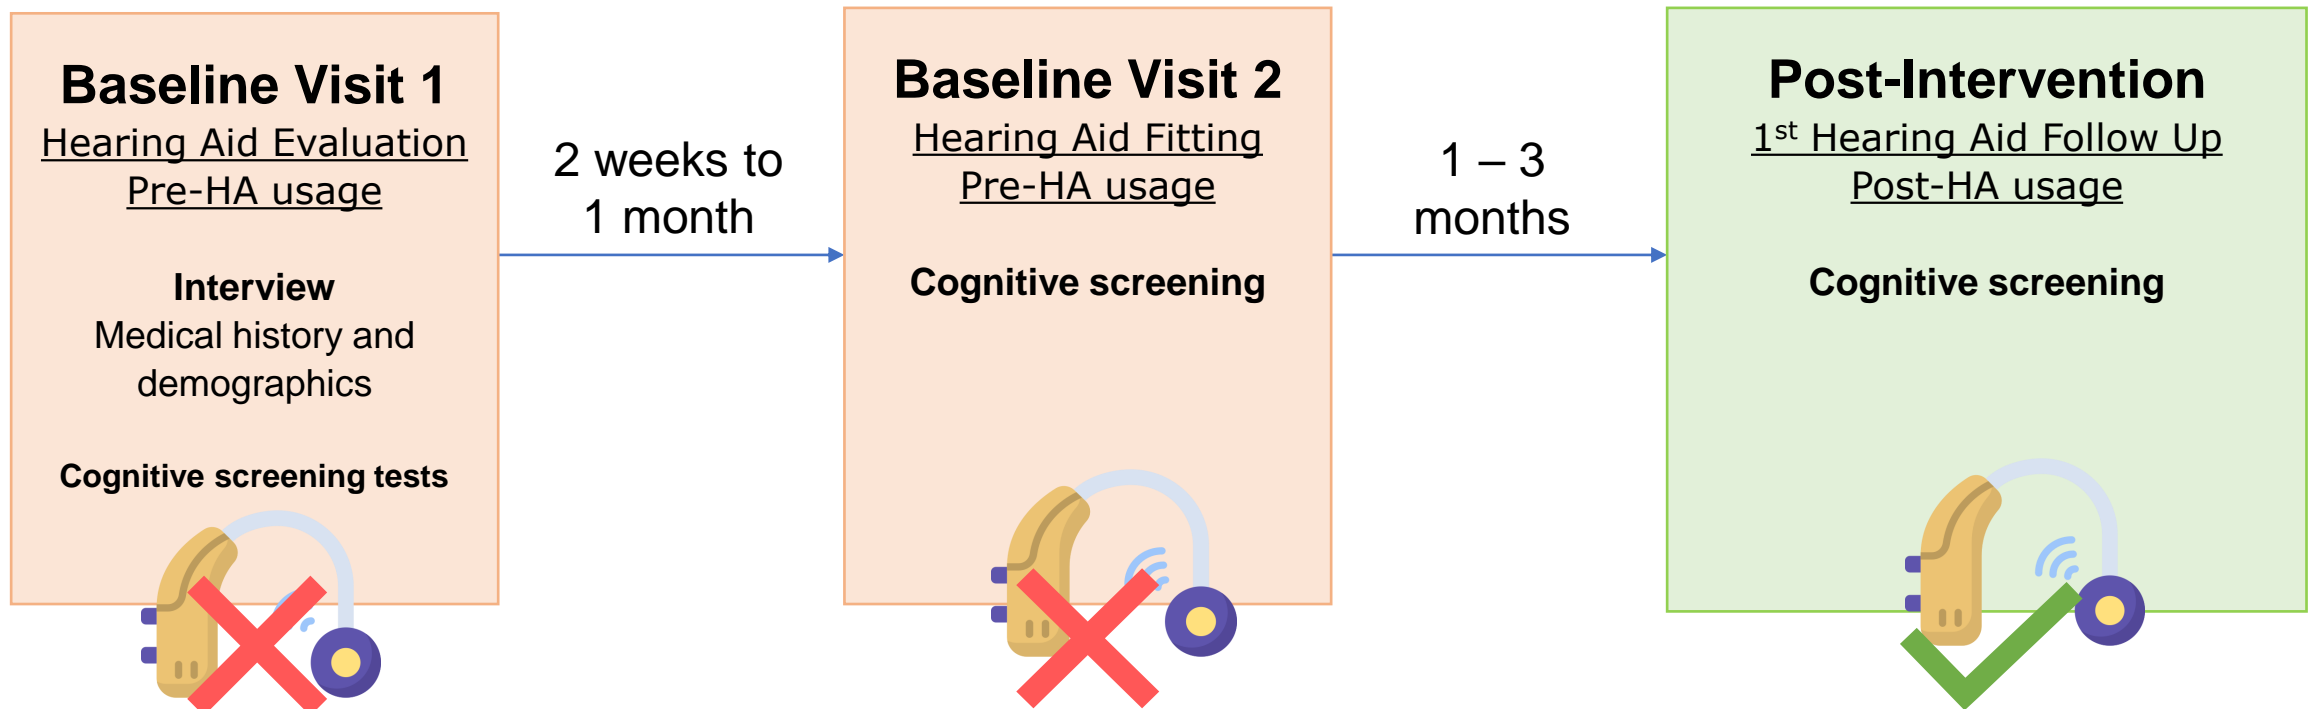 Baseline Visit 1
Hearing Aid Evaluation
Pre-HA usage
Interview
Medical history and
demographics
Cognitive screening tests
2 weeks to
1 month
Baseline Visit 2
Hearing Aid Fitting
Pre-HA usage
Cognitive screening
1 – 3
months
Post-Intervention
1st Hearing Aid Follow Up
Post-HA usage
Cognitive screening